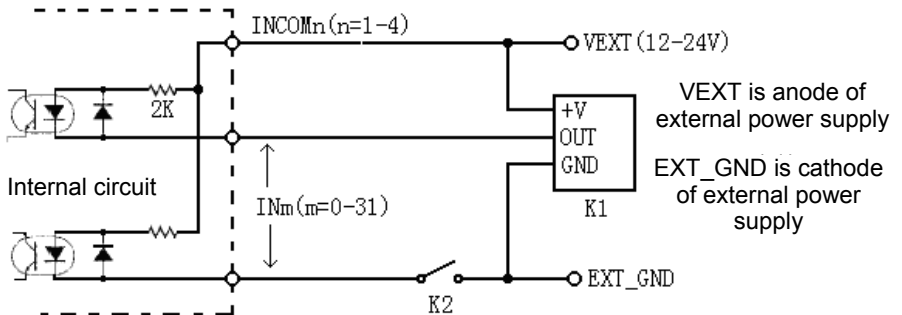 INCOMn(n=1-4)
VEXT(12-24V)
2K
+V
OUT
GND
K1
VEXT is anode of
external power supply
EXT_GND is cathode
of external power
supply
Internal circuit
INm(m=0-31)
K2
EXT_GND